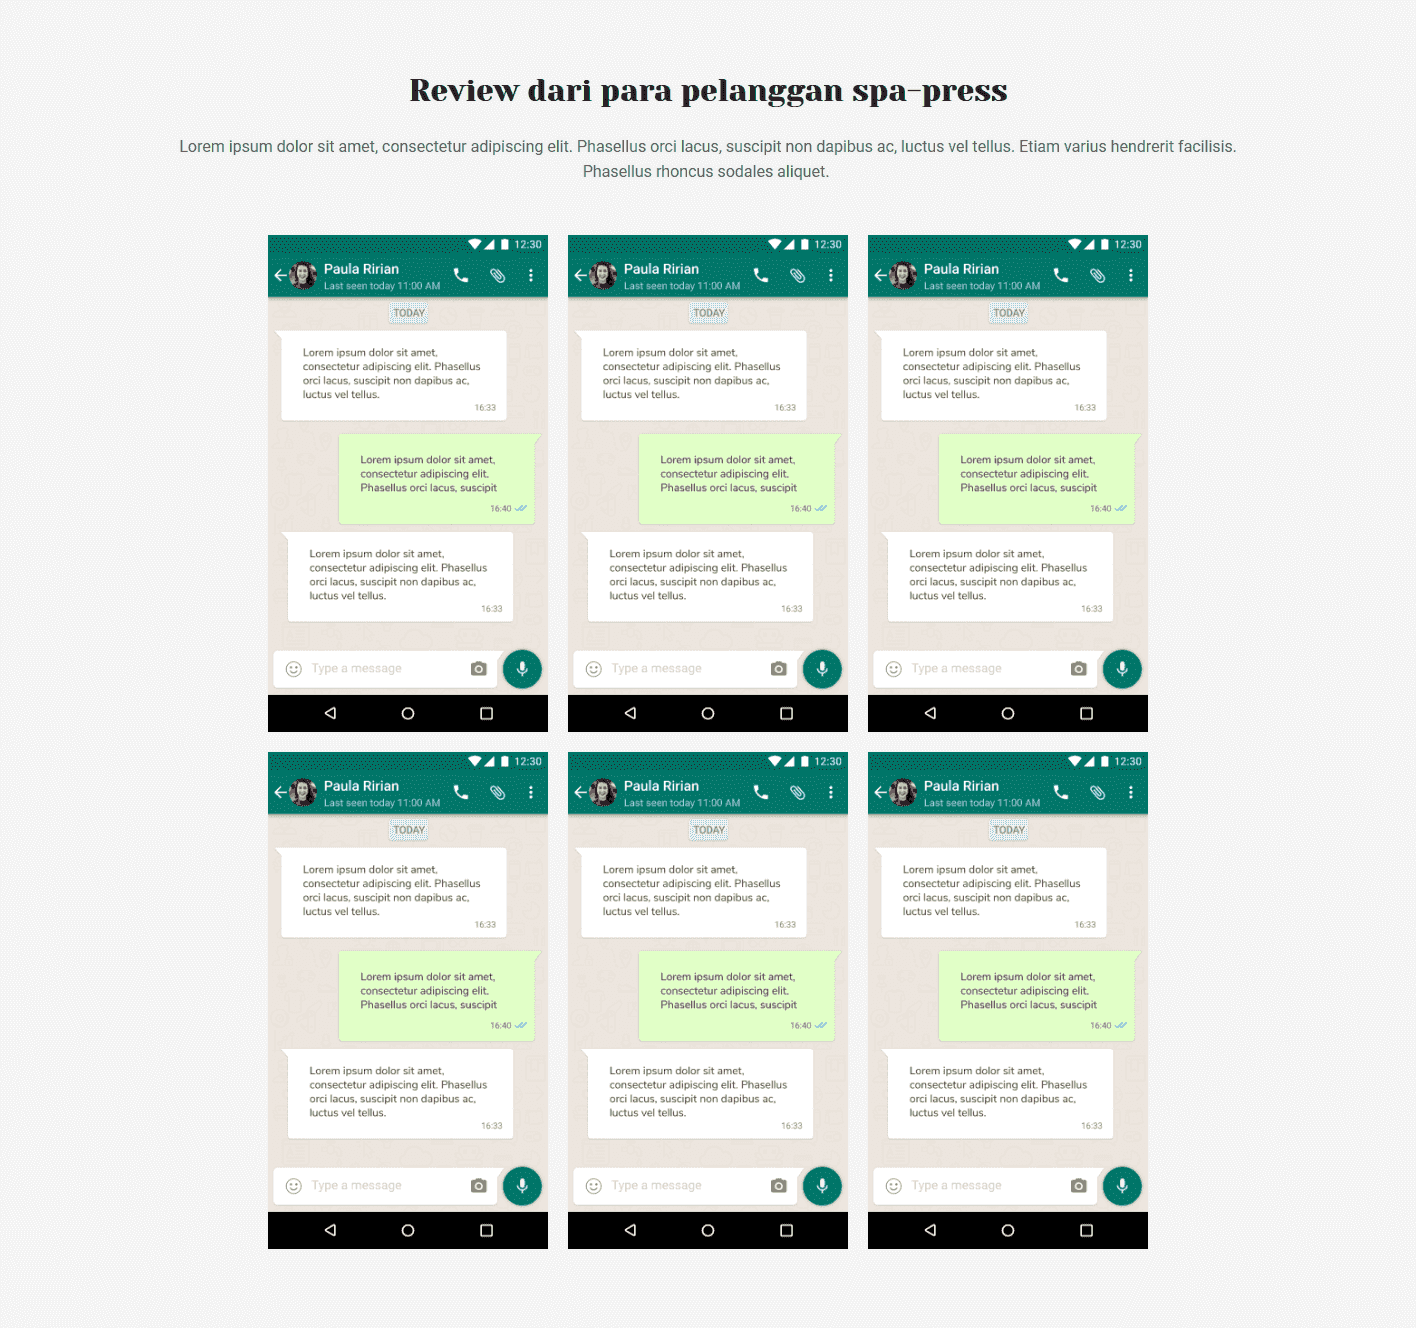 Review dari para pelanggan spa-press
Lorem ipsum dolor sit amet, consectetur adipiscing elit. Phasellus orci lacus, suscipit non dapibus ac, luctus vel tellus. Etiam varius hendrerit facilisis.
Phasellus rhoncus sodales aliquet.
12:30
Paula Ririan
Last seen today 11:00 AM
TODAY
Lorem ipsum dolor sit amet,
consectetur adipiscing elit. Phasellus
orci lacus, suscipit non dapibus ac,
luctus vel tellus.
16:33
Lorem ipsum dolor sit amet,
consectetur adipiscing elit.
Phasellus orci lacus, suscipit
16:40
Lorem ipsum dolor sit amet,
consectetur adipiscing elit. Phasellus
orci lacus, suscipit non dapibus ac,
luctus vel tellus.
16:33
Type a message
12:30
Paula Ririan
Last seen today 11:00 AM
TODAY
Lorem ipsum dolor sit amet,
consectetur adipiscing elit. Phasellus
orci lacus, suscipit non dapibus ac,
luctus vel tellus.
16:33
Lorem ipsum dolor sit amet,
consectetur adipiscing elit.
Phasellus orci lacus, suscipit
16:40
Lorem ipsum dolor sit amet,
consectetur adipiscing elit. Phasellus
orci lacus, suscipit non dapibus ac,
luctus vel tellus.
16:33
Type a message
12:30
Paula Ririan
Last seen today 11:00 AM
TODAY
Lorem ipsum dolor sit amet,
consectetur adipiscing elit. Phasellus
orci lacus, suscipit non dapibus ac,
luctus vel tellus.
16:33
Lorem ipsum dolor sit amet,
consectetur adipiscing elit.
Phasellus orci lacus, suscipit
16:40
Lorem ipsum dolor sit amet,
consectetur adipiscing elit. Phasellus
orci lacus, suscipit non dapibus ac,
luctus vel tellus.
16:33
Type a message
12:30
Paula Ririan
Last seen today 11:00 AM
TODAY
Lorem ipsum dolor sit amet,
consectetur adipiscing elit. Phasellus
orci lacus, suscipit non dapibus ac,
luctus vel tellus.
16:33
Lorem ipsum dolor sit amet,
consectetur adipiscing elit.
Phasellus orci lacus, suscipit
16:40
Lorem ipsum dolor sit amet,
consectetur adipiscing elit. Phasellus
orci lacus, suscipit non dapibus ac,
luctus vel tellus.
16:33
Type a message
12:30
Paula Ririan
Last seen today 11:00 AM
TODAY
Lorem ipsum dolor sit amet,
consectetur adipiscing elit. Phasellus
orci lacus, suscipit non dapibus ac,
luctus vel tellus.
16:33
Lorem ipsum dolor sit amet,
consectetur adipiscing elit.
Phasellus orci lacus, suscipit
16:40
Lorem ipsum dolor sit amet,
consectetur adipiscing elit. Phasellus
orci lacus, suscipit non dapibus ac,
luctus vel tellus.
16:33
Type a message
12:30
Paula Ririan
Last seen today 11:00 AM
TODAY
Lorem ipsum dolor sit amet,
consectetur adipiscing elit. Phasellus
orci lacus, suscipit non dapibus ac,
luctus vel tellus.
16:33
Lorem ipsum dolor sit amet,
consectetur adipiscing elit.
Phasellus orci lacus, suscipit
16:40
Lorem ipsum dolor sit amet,
consectetur adipiscing elit. Phasellus
orci lacus, suscipit non dapibus ac,
luctus vel tellus.
16:33
Type a message